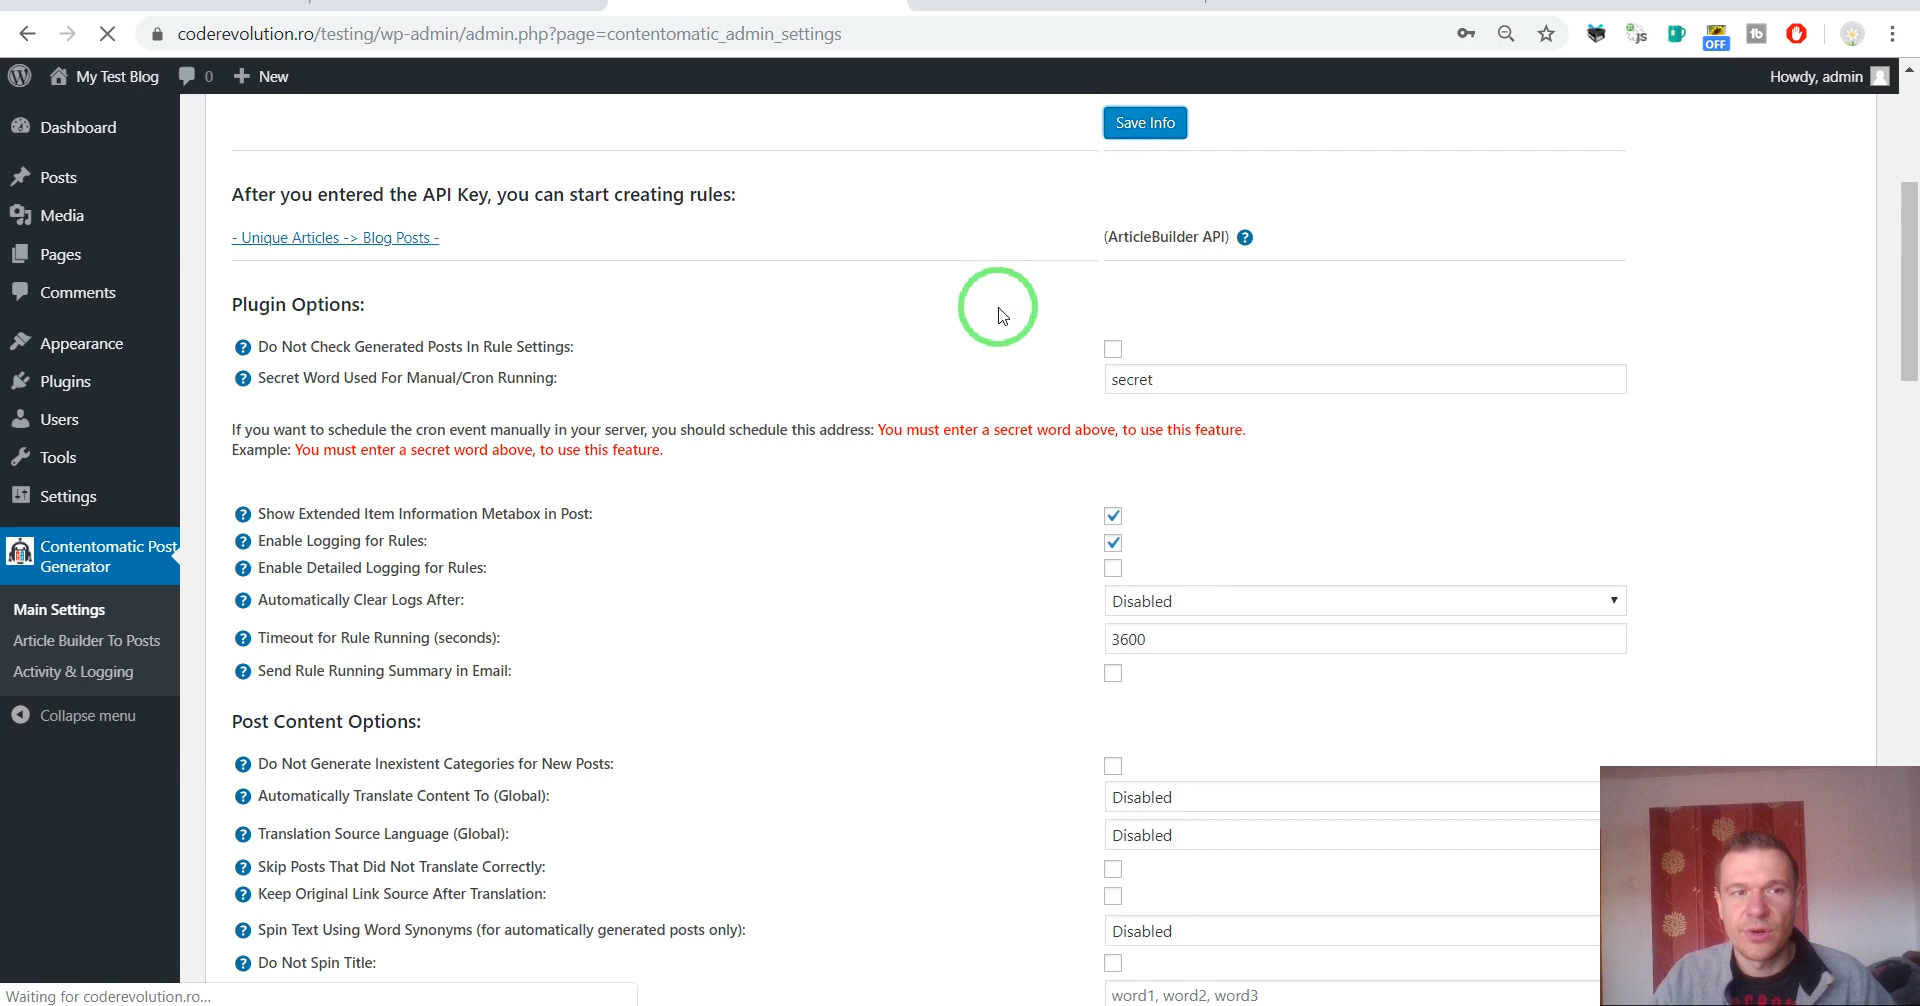 coderevolution.ro/testing/wp-admin/admin.php?page=contentomatic_admin_settings
OFF
JS
tb
My Test Blog
0
New
Howdy, admin
Dashboard
Posts
Media
Pages
Comments
Appearance
Plugins
Users
Tools
Settings
Contentomatic Post
Generator
Main Settings
Article Builder To Posts
Activity & Logging
Collapse menu
Save Info
After you entered the API Key, you can start creating rules:
- Unique Articles -> Blog Posts -
(ArticleBuilder API) ?
Plugin Options:
? Do Not Check Generated Posts In Rule Settings:
? Secret Word Used For Manual/Cron Running:
secret
If you want to schedule the cron event manually in your server, you should schedule this address: You must enter a secret word above, to use this feature.
Example: You must enter a secret word above, to use this feature.
? Show Extended Item Information Metabox in Post:
? Enable Logging for Rules:
? Enable Detailed Logging for Rules:
? Automatically Clear Logs After:
Disabled
? Timeout for Rule Running (seconds):
3600
? Send Rule Running Summary in Email:
Post Content Options:
? Do Not Generate Inexistent Categories for New Posts:
? Automatically Translate Content To (Global):
Disabled
? Translation Source Language (Global):
Disabled
? Skip Posts That Did Not Translate Correctly:
? Keep Original Link Source After Translation:
? Spin Text Using Word Synonyms (for automatically generated posts only):
Disabled
? Do Not Spin Title:
word1, word2, word3
Waiting for coderevolution.ro...